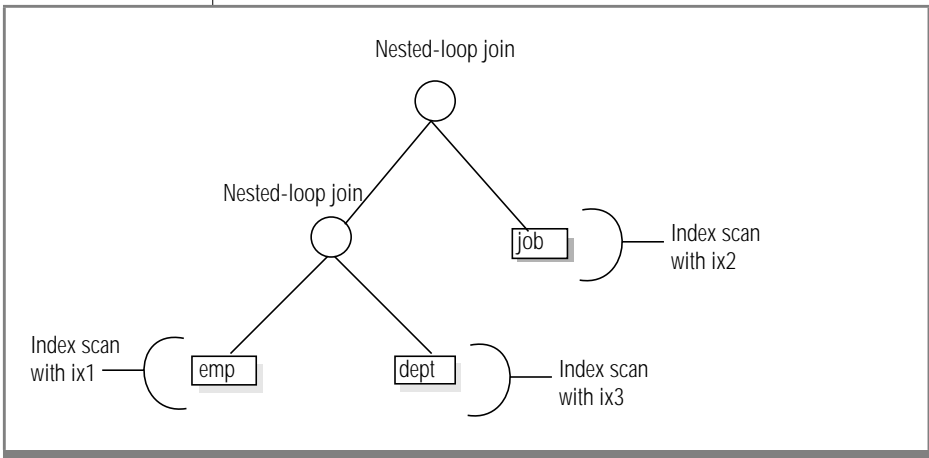 Nested-loop join
Nested-loop join
job
Index scan
with ix2
Index scan
with ix1
emp
dept
Index scan
with ix3